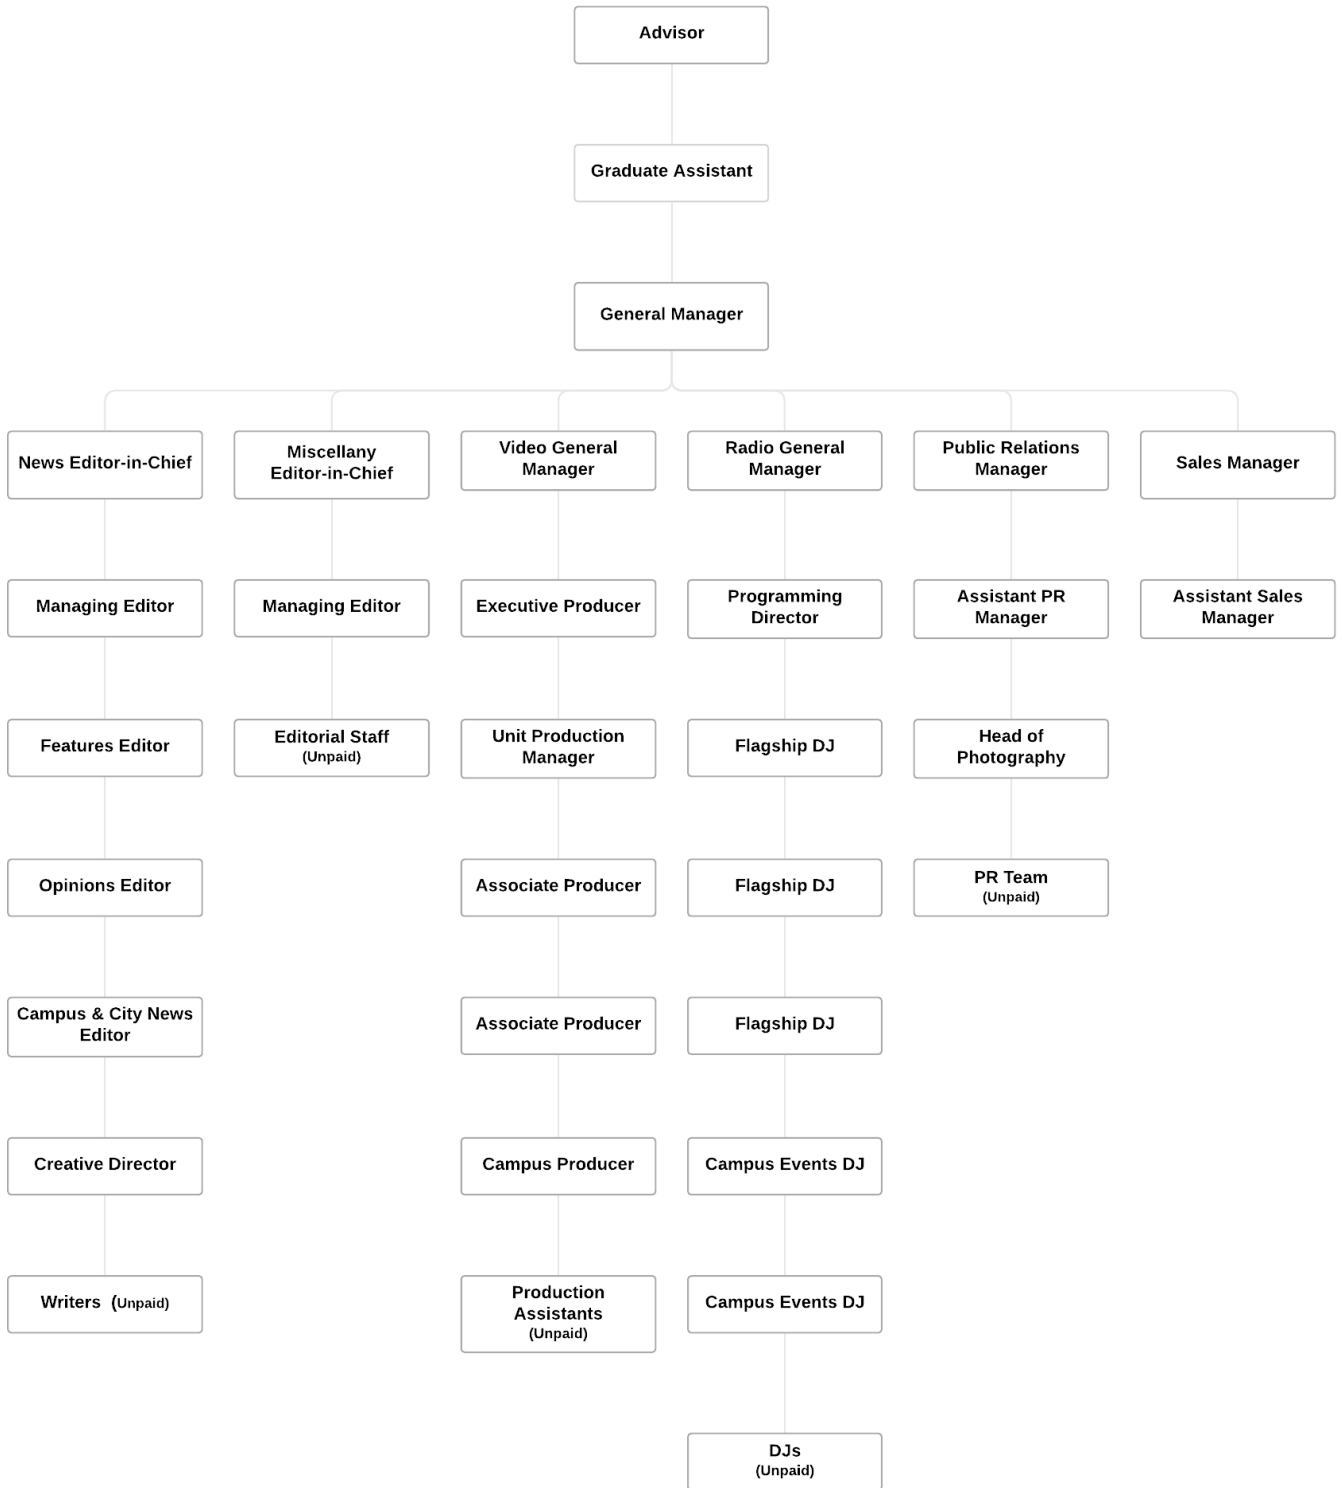 Advisor
Graduate Assistant
General Manager
News Editor-in-Chief
Miscellany
Editor-in-Chief
Video General
Manager
Radio General
Manager
Public Relations
Manager
Sales Manager
Managing Editor
Managing Editor
Executive Producer
Programming
Director
Assistant PR
Manager
Assistant Sales
Manager
Features Editor
Editorial Staff
(Unpaid)
Unit Production
Manager
Flagship DJ
Head of
Photography
Opinions Editor
Associate Producer
Flagship DJ
PR Team
(Unpaid)
Campus & City News
Editor
Associate Producer
Flagship DJ
Creative Director
Campus Producer
Campus Events DJ
Writers (Unpaid)
Production
Assistants
(Unpaid)
Campus Events DJ
DJs
(Unpaid)